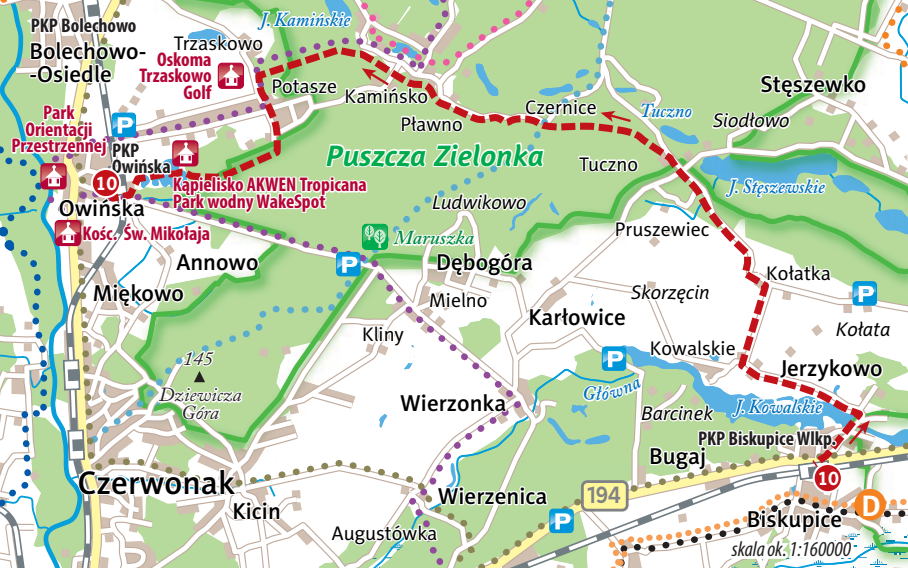 PKP Bolechowo
Bolechowo-
-Osiedle
J. Kamińskie
Trzaskowo
Oskoma
Trzaskowo
Golf
Potasze
Kamińsko
Pławno
Czernice
Tuczno
Stęszewko
Siodłowo
Park
Orientacji
Przestrzennej
P
PKP
Owińska
10
Owińska
Kąpielisko AKWEN Tropicana
Park wodny WakeSpot
Kośc. Św. Mikołaja
Puszcza Zielonka
Tuczno
J. Stęszewskie
Ludwikowo
Pruszewiec
Maruszka
P
Annowo
Miękowo
Dębogóra
Mielno
Kołatka
Skorzęcin
P
Kołata
Karłowice
Kliny
Kowalskie
P
Jerzykowo
145
Dziewicza
Góra
Główna
Wierzonka
Barcinek
J. Kowalskie
PKP Biskupice Wlkp.
Bugaj
10
Czerwonak
Kicin
Wierzenica
194
P
Augustówka
Biskupice
D
skala ok. 1:160000